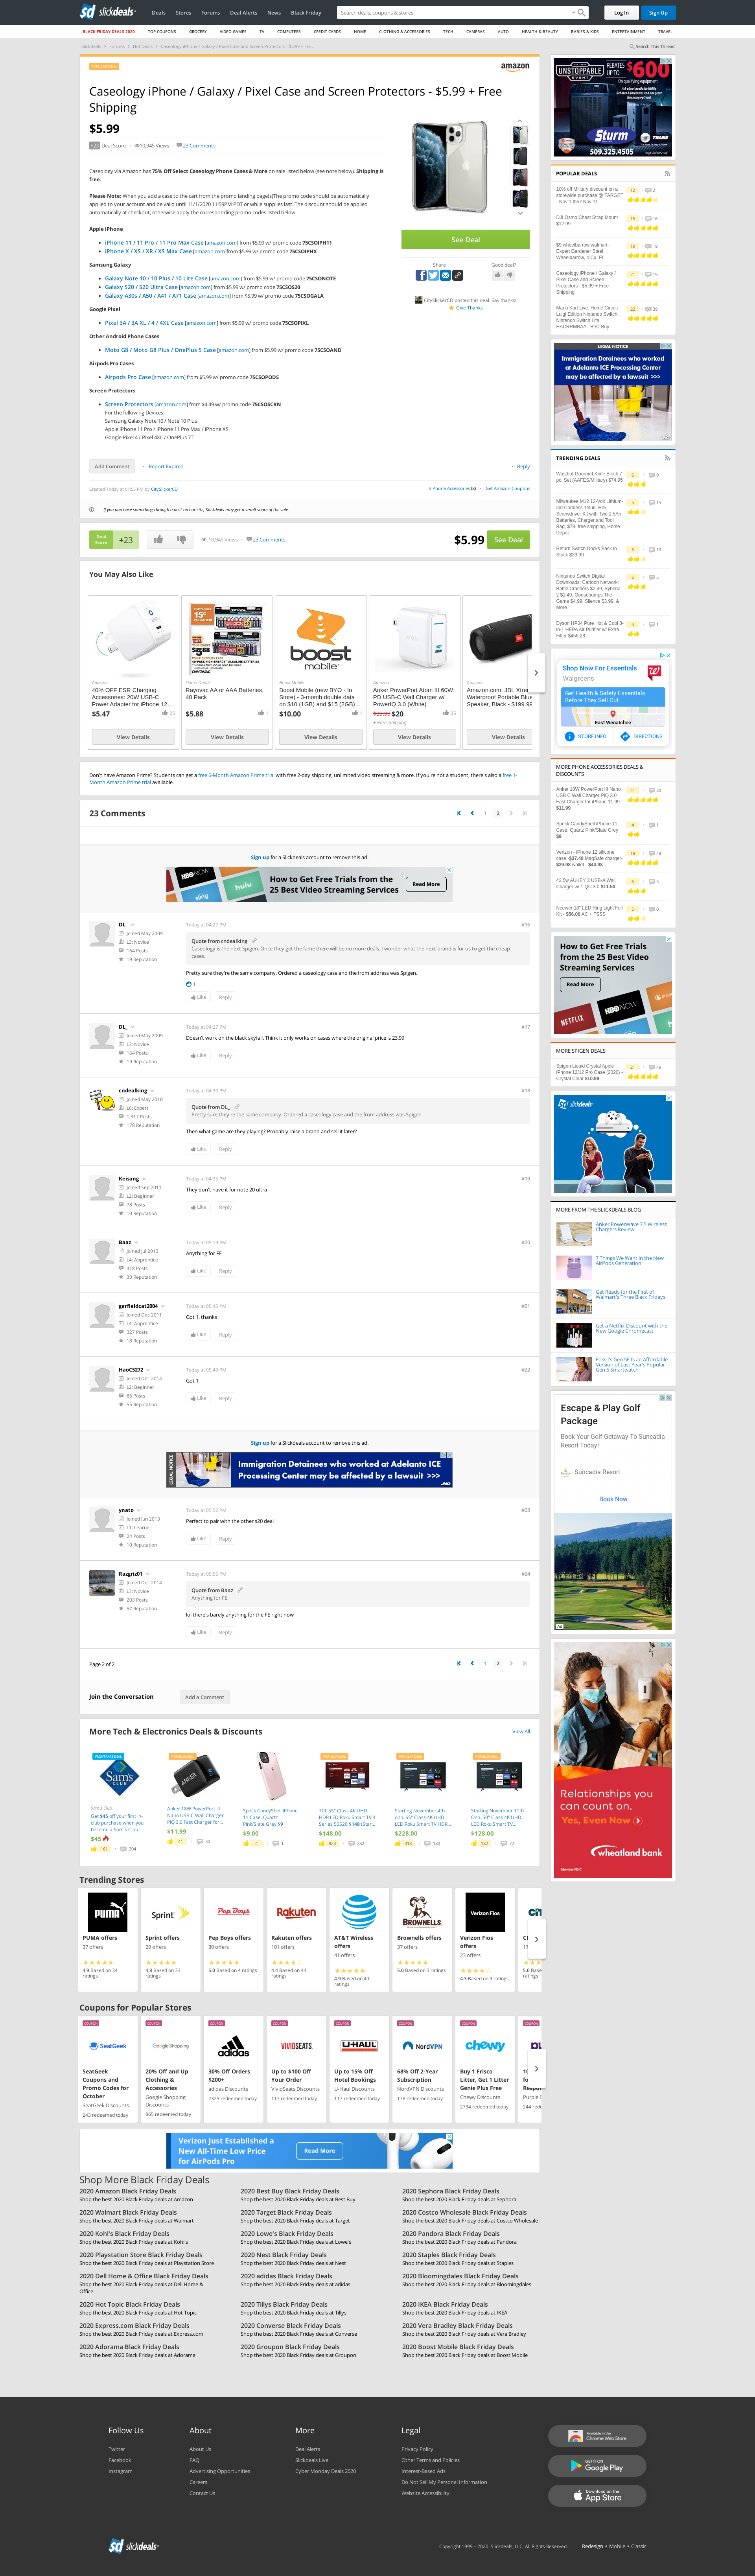 slickdeals
Deals Stores Forums Deal Alerts News Black Friday
Search deals, coupons & stores
Log In Sign Up
BLACK FRIDAY DEALS 2020 TOP COUPONS GROCERY VIDEO GAMES TV COMPUTERS CREDIT CARDS HOME CLOTHING & ACCESSORIES TECH CAMERAS AUTO HEALTH & BEAUTY BABIES & KIDS ENTERTAINMENT TRAVEL
Slickdeals > Forums > Hot Deals > Caseology iPhone / Galaxy / Pixel Case and Screen Protectors - $5.99 + Fre...
Search This Thread
amazon
Caseology iPhone / Galaxy / Pixel Case and Screen Protectors - $5.99 + Free
Shipping
$5.99
+23 Deal Score 10,945 Views 23 Comments
Caseology via Amazon has 75% Off Select Caseology Phone Cases & More on sale listed below (see note below). Shipping is
free.
Please Note: When you add a case to the cart from the promo landing page(s)The promo code should be automatically
applied to your account and be valid until 11/1/2020 11:59PM PDT or while supplies last. The discount should be applied
automatically at checkout, otherwise apply the corresponding promo codes listed below.
Apple iPhone
iPhone 11 / 11 Pro / 11 Pro Max Case [amazon.com] from $5.99 w/ promo code 75CSOIPH11
iPhone X / XS / XR / XS Max Case [amazon.com]from $5.99 w/ promo code 75CSOIPHX
Samsung Galaxy
Galaxy Note 10 / 10 Plus / 10 Lite Case [amazon.com] from $5.99 w/ promo code 75CSONOTE
Galaxy S20 / S20 Ultra Case [amazon.com] from $5.99 w/ promo code 75CSOS20
Galaxy A30s / A50 / A41 / A71 Case [amazon.com] from $5.99 w/ promo code 75CSOGALA
Google Pixel
Pixel 3A / 3A XL / 4 / 4XL Case [amazon.com] from $5.99 w/ promo code 75CSOPIXL
Other Android Phone Cases
Moto G8 / Moto G8 Plus / OnePlus 5 Case [amazon.com] from $5.99 w/ promo code 75CSOAND
Airpods Pro Cases
Airpods Pro Case [amazon.com] from $5.99 w/ promo code 75CSOPODS
Screen Protectors
Screen Protectors [amazon.com] from $4.49 w/ promo code 75CSOSCRN
For the following Devices:
Samsung Galaxy Note 10 / Note 10 Plus
Apple iPhone 11 Pro / iPhone 11 Pro Max / iPhone XS
Google Pixel 4 / Pixel 4XL / OnePlus 7T
See Deal
Share Good deal?
CitySlickerCD posted this deal. Say thanks!
Give Thanks
Add Comment Report Expired Reply
Created Today at 01:05 PM by CitySlickerCD
in Phone Accessories (8) Get Amazon Coupons
If you purchase something through a post on our site, Slickdeals may get a small share of the sale.
Deal Score +23 10,945 Views 23 Comments $5.99 See Deal
You May Also Like
Amazon
40% OFF ESR Charging
Accessories: 20W USB-C
Power Adapter for iPhone 12...
$5.47 25
View Details
Home Depot
Rayovac AA or AAA Batteries,
40 Pack
$5.88 1
View Details
boost mobile
Boost Mobile
Boost Mobile (new BYO - In
Store) - 3-month double data
on $10 (1GB) and $15 (2GB)...
$10.00 1
View Details
Amazon
Anker PowerPort Atom III 60W
PD USB-C Wall Charger w/
PowerIQ 3.0 (White)
$39.99 $20 35
+ Free Shipping
View Details
Amazon
Amazon.com: JBL Xtre
Waterproof Portable Blue
Speaker, Black - $199.9
View Details
Don't have Amazon Prime? Students can get a free 6-Month Amazon Prime trial with free 2-day shipping, unlimited video streaming & more. If you're not a student, there's also a free 1-
Month Amazon Prime trial available.
23 Comments
1 2
Sign up for a Slickdeals account to remove this ad.
HBO NOW hulu How to Get Free Trials from the
25 Best Video Streaming Services
Read More
DL_ Today at 04:27 PM #16
Joined May 2009
L3: Novice
164 Posts
19 Reputation
Quote from cndealking
Caseology is the next Spigen. Once they get the fame there will be no more deals. I wonder what the next brand is for us to get the cheap
cases.
Pretty sure they're the same company. Ordered a caseology case and the from address was Spigen.
1
Like Reply
DL_ Today at 04:27 PM #17
Joined May 2009
L3: Novice
164 Posts
19 Reputation
Doesn't work on the black skyfall. Think it only works on cases where the original price is 23.99
Like Reply
cndealking Today at 04:30 PM #18
Joined May 2010
L6: Expert
1,317 Posts
178 Reputation
Quote from DL_
Pretty sure they're the same company. Ordered a caseology case and the from address was Spigen.
Then what game are they playing? Probably raise a brand and sell it later?
Like Reply
Keisang Today at 04:35 PM #19
Joined Sep 2011
L2: Beginner
78 Posts
10 Reputation
They don't have it for note 20 ultra
Like Reply
Baaz Today at 05:19 PM #20
Joined Jul 2013
L4: Apprentice
418 Posts
30 Reputation
Anything for FE
Like Reply
garfieldcat2004 Today at 05:45 PM #21
Joined Dec 2011
L4: Apprentice
327 Posts
18 Reputation
Got 1, thanks
Like Reply
HaoC5272 Today at 05:49 PM #22
Joined Dec 2014
L2: Beginner
86 Posts
55 Reputation
Got 1
Like Reply
Sign up for a Slickdeals account to remove this ad.
LEGAL NOTICE
Immigration Detainees who worked at Adelanto ICE
Processing Center may be affected by a lawsuit >>>
ynato Today at 05:52 PM #23
Joined Jun 2013
L1: Learner
24 Posts
10 Reputation
Perfect to pair with the other s20 deal
Like Reply
Razgriz01 Today at 05:56 PM #24
Joined Dec 2014
L3: Novice
203 Posts
57 Reputation
Quote from Baaz
Anything for FE
lol there's barely anything for the FE right now
Like Reply
Page 2 of 2 1 2
Join the Conversation Add a Comment
More Tech & Electronics Deals & Discounts View All
Sam's Club
Get $45 off your first in-
club purchase when you
become a Sam's Club...
$45
161 304
Anker 18W PowerPort III
Nano USB C Wall Charger
PIQ 3.0 Fast Charger for...
$11.99
41 30
Speck CandyShell iPhone
11 Case, Quartz
Pink/Slate Grey $9
$9.00
4 1
TCL 55" Class 4K UHD
HDR LED Roku Smart TV 4
Series 55S20 $148 (Star...
$148.00
923 282
Starting November 4th -
onn. 65" Class 4K UHD
LED Roku Smart TV HDR...
$228.00
318 180
Starting November 11th -
Onn. 50" Class 4K UHD
LED Roku Smart TV...
$128.00
182 72
Trending Stores
PUMA offers
37 offers
4.9 Based on 34
ratings
Sprint offers
29 offers
4.8 Based on 33
ratings
Pop Boys offers
30 offers
5.0 Based on 4 ratings
Rakuten offers
101 offers
4.4 Based on 44
ratings
AT&T Wireless
offers
41 offers
4.9 Based on 40
ratings
Brownells offers
37 offers
5.0 Based on 5 ratings
Verizon Fios
offers
23 offers
4.3 Based on 9 ratings
Coupons for Popular Stores
SeatGeek
Coupons and
Promo Codes for
October
SeatGeek Discounts
243 redeemed today
20% Off and Up
Clothing &
Accessories
Google Shopping
Discounts
865 redeemed today
30% Off Orders
$200+
adidas Discounts
2325 redeemed today
Up to $100 Off
Your Order
VividSeats Discounts
117 redeemed today
Up to 15% Off
Hotel Bookings
U-Haul Discounts
117 redeemed today
68% Off 2-Year
Subscription
NordVPN Discounts
178 redeemed today
Buy 1 Frisco
Litter, Get 1 Litter
Genie Plus Free
Chewy Discounts
2734 redeemed today
Verizon Just Established a
New All-Time Low Price
for AirPods Pro
Read More
Shop More Black Friday Deals
2020 Amazon Black Friday Deals
Shop the best 2020 Black Friday deals at Amazon
2020 Best Buy Black Friday Deals
Shop the best 2020 Black Friday deals at Best Buy
2020 Sephora Black Friday Deals
Shop the best 2020 Black Friday deals at Sephora
2020 Walmart Black Friday Deals
Shop the best 2020 Black Friday deals at Walmart
2020 Target Black Friday Deals
Shop the best 2020 Black Friday deals at Target
2020 Costco Wholesale Black Friday Deals
Shop the best 2020 Black Friday deals at Costco Wholesale
2020 Kohl's Black Friday Deals
Shop the best 2020 Black Friday deals at Kohl's
2020 Lowe's Black Friday Deals
Shop the best 2020 Black Friday deals at Lowe's
2020 Pandora Black Friday Deals
Shop the best 2020 Black Friday deals at Pandora
2020 Playstation Store Black Friday Deals
Shop the best 2020 Black Friday deals at Playstation Store
2020 Nest Black Friday Deals
Shop the best 2020 Black Friday deals at Nest
2020 Staples Black Friday Deals
Shop the best 2020 Black Friday deals at Staples
2020 Dell Home & Office Black Friday Deals
Shop the best 2020 Black Friday deals at Dell Home &
Office
2020 adidas Black Friday Deals
Shop the best 2020 Black Friday deals at adidas
2020 Bloomingdales Black Friday Deals
Shop the best 2020 Black Friday deals at Bloomingdales
2020 Hot Topic Black Friday Deals
Shop the best 2020 Black Friday deals at Hot Topic
2020 Tillys Black Friday Deals
Shop the best 2020 Black Friday deals at Tillys
2020 IKEA Black Friday Deals
Shop the best 2020 Black Friday deals at IKEA
2020 Express.com Black Friday Deals
Shop the best 2020 Black Friday deals at Express.com
2020 Converse Black Friday Deals
Shop the best 2020 Black Friday deals at Converse
2020 Vera Bradley Black Friday Deals
Shop the best 2020 Black Friday deals at Vera Bradley
2020 Adorama Black Friday Deals
Shop the best 2020 Black Friday deals at Adorama
2020 Groupon Black Friday Deals
Shop the best 2020 Black Friday deals at Groupon
2020 Boost Mobile Black Friday Deals
Shop the best 2020 Black Friday deals at Boost Mobile
UNSTOPPABLE
REBATES UP TO $600
Sturm TRANE
509.325.4505
POPULAR DEALS
10% off Military discount on a
storewide purchase @ TARGET
- Nov 1 thru' Nov 11
DJI Osmo Chest Strap Mount
$12.99
$9 wheelbarrow walmart -
Expert Gardener Steel
Wheelbarrow, 4 Cu. Ft.
Caseology iPhone / Galaxy /
Pixel Case and Screen
Protectors - $5.99 + Free
Shipping
Mario Kart Live: Home Circuit
Luigi Edition Nintendo Switch,
Nintendo Switch Lite
HACRRMBAA - Best Buy
LEGAL NOTICE
Immigration Detainees who worked
at Adelanto ICE Processing Center
may be affected by a lawsuit >>>
TRENDING DEALS
Wusthof Gourmet Knife Block 7
pc. Set (AAFES/Military) $74.95
Milwaukee M12 12-Volt Lithium-
Ion Cordless 1/4 in. Hex
Screwdriver Kit with Two 1.5Ah
Batteries, Charger and Tool
Bag, $79, free shipping, Home
Depot
Refurb Switch Docks Back in
Stock $39.99
Nintendo Switch Digital
Downloads: Cartoon Network:
Battle Crashers $2.49, Syberia
2 $1.49, Goosebumps The
Game $4.98, Silence $3.99, &
More
Dyson HP04 Pure Hot & Cool 3-
in-1 HEPA Air Purifier w/ Extra
Filter $456.28
Shop Now For Essentials
Walgreens
Get Health & Safety Essentials
Before They Sell Out.
East Wenatchee
STORE INFO DIRECTIONS
MORE PHONE ACCESSORIES DEALS &
DISCOUNTS
Anker 18W PowerPort III Nano
USB C Wall Charger PIQ 3.0
Fast Charger for iPhone 11.99
$11.99
Speck CandyShell iPhone 11
Case, Quartz Pink/Slate Grey
$9
Verizon - iPhone 12 silicone
case -$37.48 MagSafe charger-
$29.98 wallet - $44.98
43.5w AUKEY 3 USB-A Wall
Charger w/ 1 QC 3.0 $11.50
Neewer 18" LED Ring Light Full
Kit - $56.00 AC + FSSS
How to Get Free Trials
from the 25 Best Video
Streaming Services
Read More
MORE SPIGEN DEALS
Spigen Liquid Crystal Apple
iPhone 12/12 Pro Case (2020) -
Crystal Clear $10.99
slickdeals
MORE FROM THE SLICKDEALS BLOG
Anker PowerWave 7.5 Wireless
Chargers Review
7 Things We Want in the New
AirPods Generation
Get Ready for the First of
Walmart's Three Black Fridays
Get a Netflix Discount with the
New Google Chromecast
Fossil's Gen 5E Is an Affordable
Version of Last Year's Popular
Gen 5 Smartwatch
Escape & Play Golf
Package
Book Your Golf Getaway To Suncadia
Resort Today!
Suncadia Resort
Book Now
Relationships you
can count on.
Yes, Even Now
wheatland bank
Member FDIC
Follow Us
Twitter
Facebook
Instagram
About
About Us
FAQ
Advertising Opportunities
Careers
Contact Us
More
Deal Alerts
Slickdeals Live
Cyber Monday Deals 2020
Legal
Privacy Policy
Other Terms and Policies
Interest-Based Ads
Do Not Sell My Personal Information
Website Accessibility
Available in the Chrome Web Store
GET IT ON Google Play
Download on the App Store
slickdeals
Copyright 1999 - 2020. Slickdeals, LLC. All Rights Reserved. Redesign • Mobile • Classic